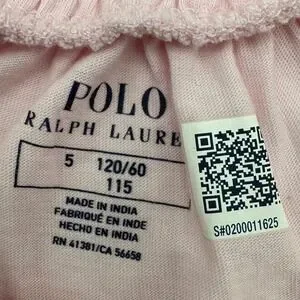 POLO
RALPH LAURE
5 120/60
115
MADE IN INDIA
FABRIQUÉ EN INDE
HECHO EN INDIA
RN 41381/CA 56658
S#0200011625